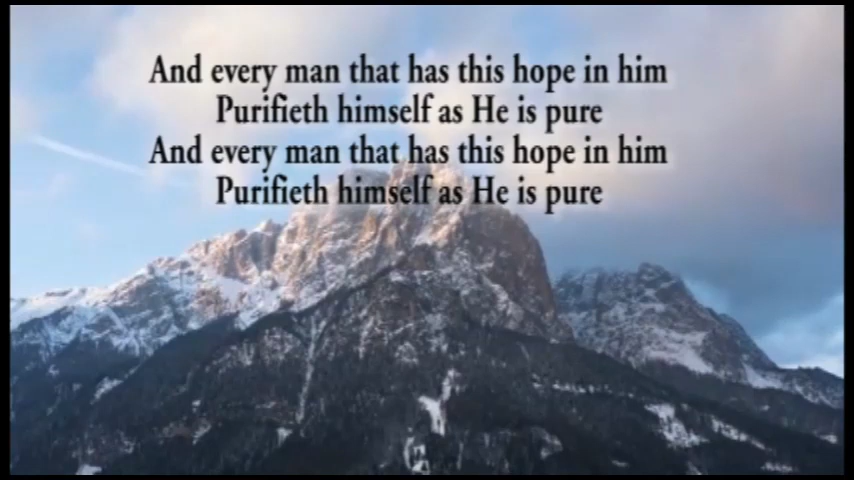 And every man that has this hope in him
Purifieth himself as He is pure
And every man that has this hope in him
Purifieth himself as He is pure